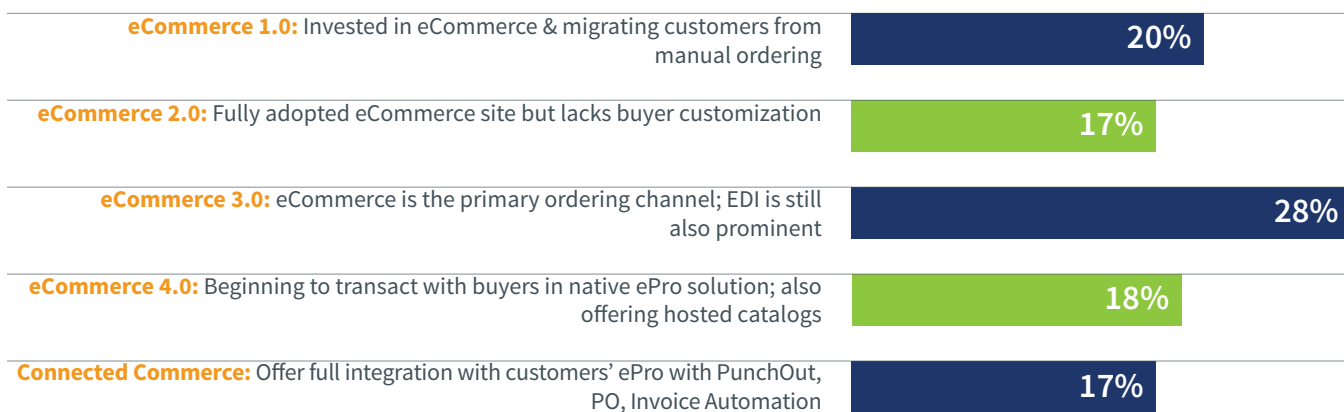 eCommerce 1.0: Invested in eCommerce & migrating customers from
manual ordering
20%
eCommerce 2.0: Fully adopted eCommerce site but lacks buyer customization
17%
eCommerce 3.0: eCommerce is the primary ordering channel; EDI is still
also prominent
28%
eCommerce 4.0: Beginning to transact with buyers in native ePro solution; also
offering hosted catalogs
18%
Connected Commerce: Offer full integration with customers’ ePro with PunchOut,
PO, Invoice Automation
17%